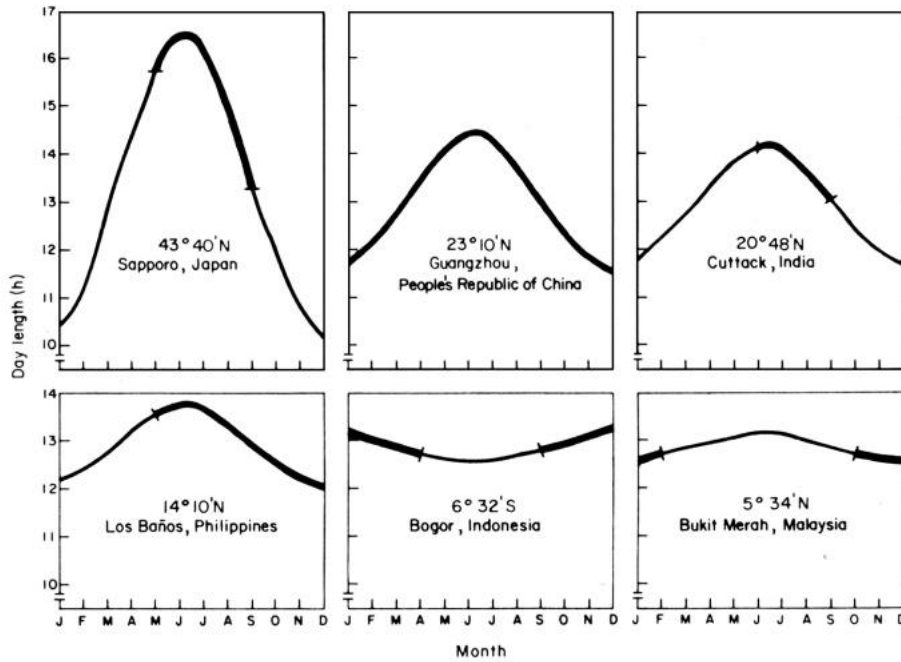 17
16
15
14
13
12
11
10
Day length (h)
43°40'N
Sapporo, Japan
J F M A M J J A S O N D
23°10'N
Guangzhou,
People's Republic of China
J F M A M J J A S O N D
20°48'N
Cuttack, India
J F M A M J J A S O N D
14
13
12
11
10
14°10'N
Los Baños, Philippines
J F M A M J J A S O N D
6°32'S
Bogor, Indonesia
J F M A M J J A S O N D
5°34'N
Bukit Merah, Malaysia
J F M A M J J A S O N D
Month